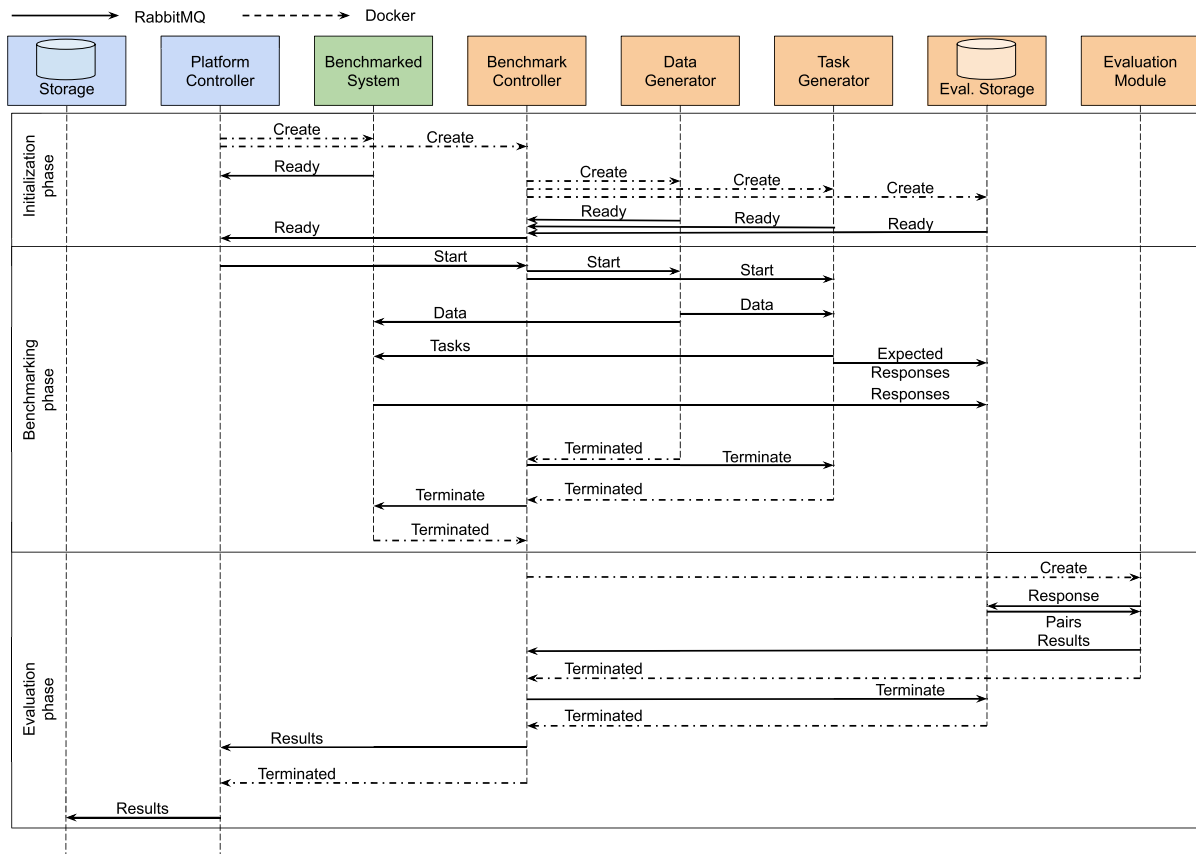 RabbitMQ
Docker
Storage
Platform
Controller
Benchmarked
System
Benchmark
Controller
Data
Generator
Task
Generator
Eval. Storage
Evaluation
Module
Initialization
phase
Create
Create
Ready
Create
Create
Create
Ready
Ready
Ready
Ready
Benchmarking
phase
Start
Start
Start
Data
Data
Tasks
Expected
Responses
Responses
Terminated
Terminate
Terminated
Terminate
Terminated
Evaluation
phase
Create
Response
Pairs
Results
Terminated
Terminate
Terminated
Results
Terminated
Results